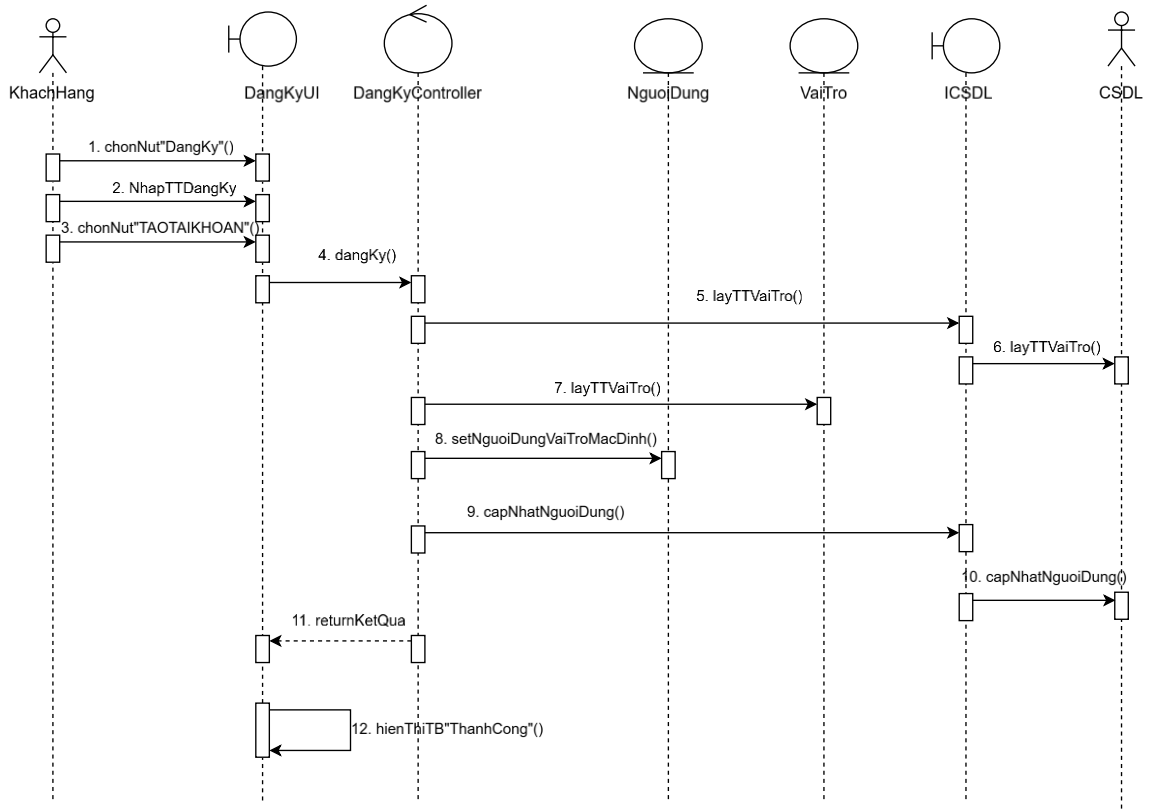 KhachHang
DangKyUI
DangKyController
NguoiDung
VaiTro
ICSDL
CSDL
1. chonNut"DangKy"()
2. NhapTTDangKy
3. chonNut"TAOTAIKHOAN"()
4. dangKy()
5. layTTVaiTro()
6. layTTVaiTro()
7. layTTVaiTro()
8. setNguoiDungVaiTroMacDinh()
9. capNhatNguoiDung()
10. capNhatNguoiDung()
11. returnKetQua
12. hienThiTB"ThanhCong"()